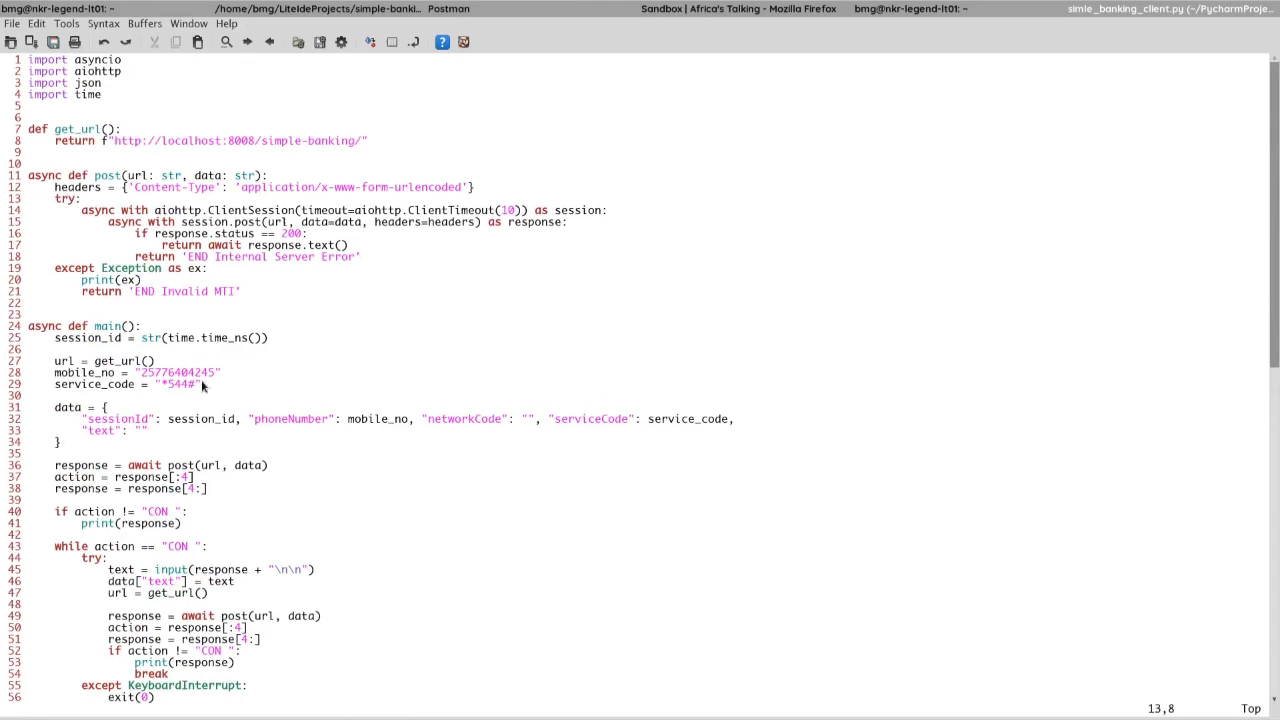 bmg@nkr-legend-lt01: ~ /home/bmg/LiteIdeProjects/simple-banki... Postman Sandbox | Africa's Talking - Mozilla Firefox bmg@nkr-legend-lt01: ~ simle_banking_client.py (~/PycharmProje...
File Edit Tools Syntax Buffers Window Help
1 import asyncio
2 import aiohttp
3 import json
4 import time
5
6
7 def get_url():
8     return f"http://localhost:8008/simple-banking/"
9
10
11 async def post(url: str, data: str):
12     headers = {'Content-Type': 'application/x-www-form-urlencoded'}
13     try:
14         async with aiohttp.ClientSession(timeout=aiohttp.ClientTimeout(10)) as session:
15             async with session.post(url, data=data, headers=headers) as response:
16                 if response.status == 200:
17                     return await response.text()
18                 return 'END Internal Server Error'
19     except Exception as ex:
20         print(ex)
21         return 'END Invalid MTI'
22
23
24 async def main():
25     session_id = str(time.time_ns())
26
27     url = get_url()
28     mobile_no = "25776404245"
29     service_code = "*544#"
30
31     data = {
32         "sessionId": session_id, "phoneNumber": mobile_no, "networkCode": "", "serviceCode": service_code,
33         "text": ""
34     }
35
36     response = await post(url, data)
37     action = response[:4]
38     response = response[4:]
39
40     if action != "CON ":
41         print(response)
42
43     while action == "CON ":
44         try:
45             text = input(response + "\n\n")
46             data["text"] = text
47             url = get_url()
48
49             response = await post(url, data)
50             action = response[:4]
51             response = response[4:]
52             if action != "CON ":
53                 print(response)
54                 break
55         except KeyboardInterrupt:
56             exit(0)
13,8 Top